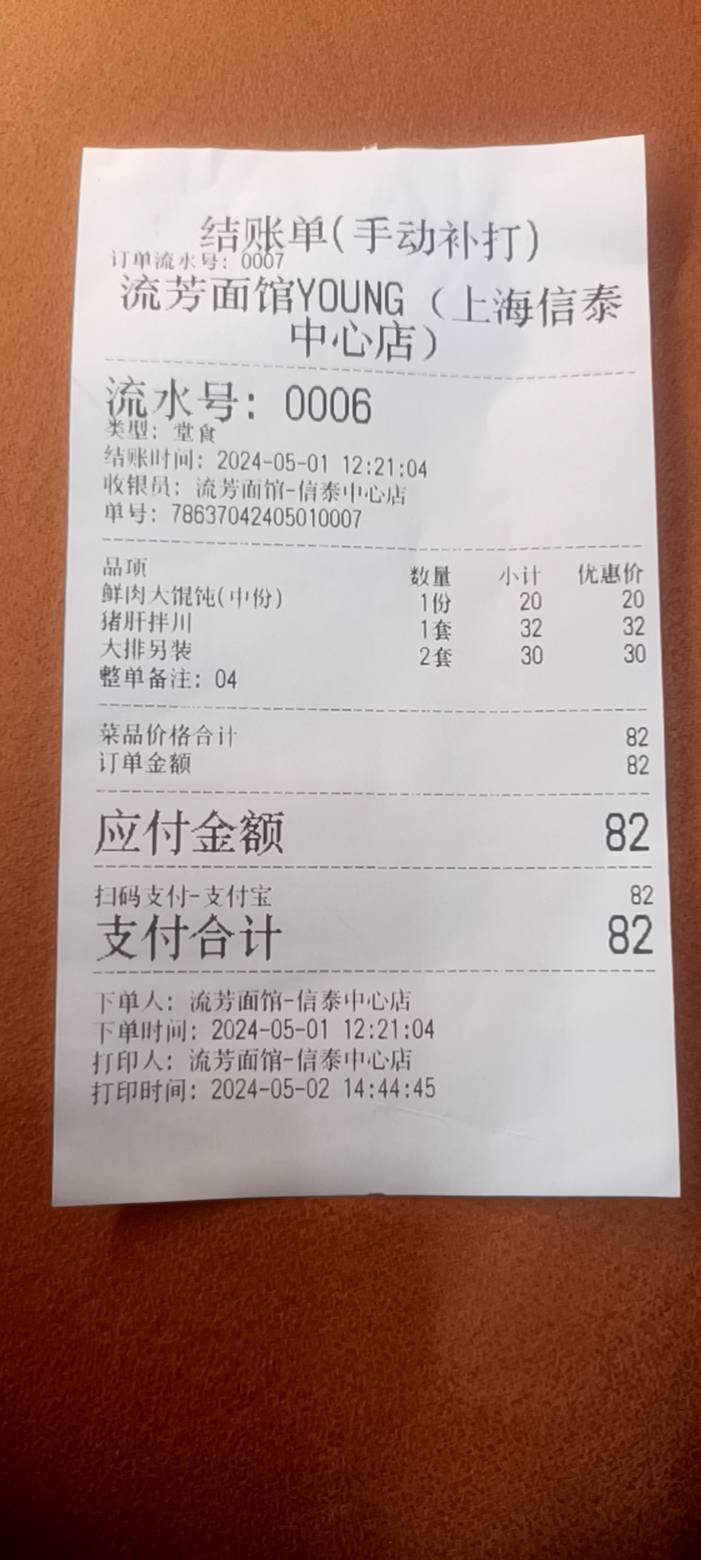 结账单(手动补打)
订单流水号: 0007
流芳面馆YOUNG（上海信泰
中心店）
流水号: 0006
类型: 堂食
结账时间: 2024-05-01 12:21:04
收银员: 流芳面馆-信泰中心店
单号: 78637042405010007
品项 数量 小计 优惠价
鲜肉大馄饨(中份) 1份 20 20
猪肝拌川 1套 32 32
大排另装 2套 30 30
整单备注: 04
菜品价格合计 82
订单金额 82
应付金额 82
扫码支付-支付宝 82
支付合计 82
下单人: 流芳面馆-信泰中心店
下单时间: 2024-05-01 12:21:04
打印人: 流芳面馆-信泰中心店
打印时间: 2024-05-02 14:44:45